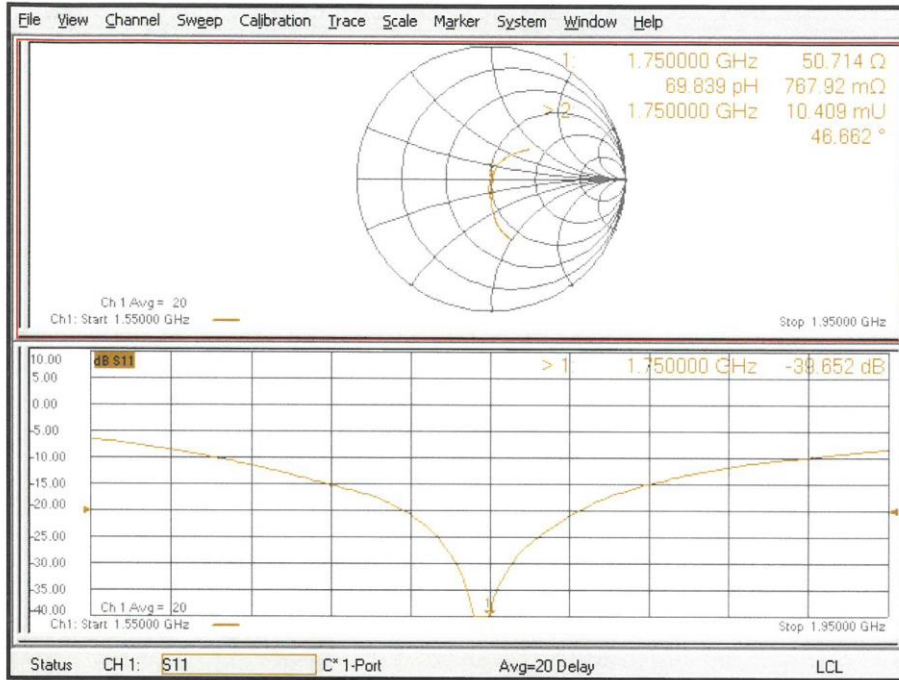 File View Channel Sweep Calibration Trace Scale Marker System Window Help
1: 1.750000 GHz 50.714 Ω
69.839 pH 767.92 mΩ
> 2: 1.750000 GHz 10.409 mU
46.662 °
Ch 1 Avg = 20
Ch1: Start 1.55000 GHz
Stop 1.95000 GHz
10.00 dB S11
> 1: 1.750000 GHz -39.652 dB
5.00
0.00
-5.00
-10.00
-15.00
-20.00
-25.00
-30.00
-35.00
-40.00
1
Ch 1 Avg = 20
Ch1: Start 1.55000 GHz
Stop 1.95000 GHz
Status CH 1: S11 C* 1-Port Avg=20 Delay LCL